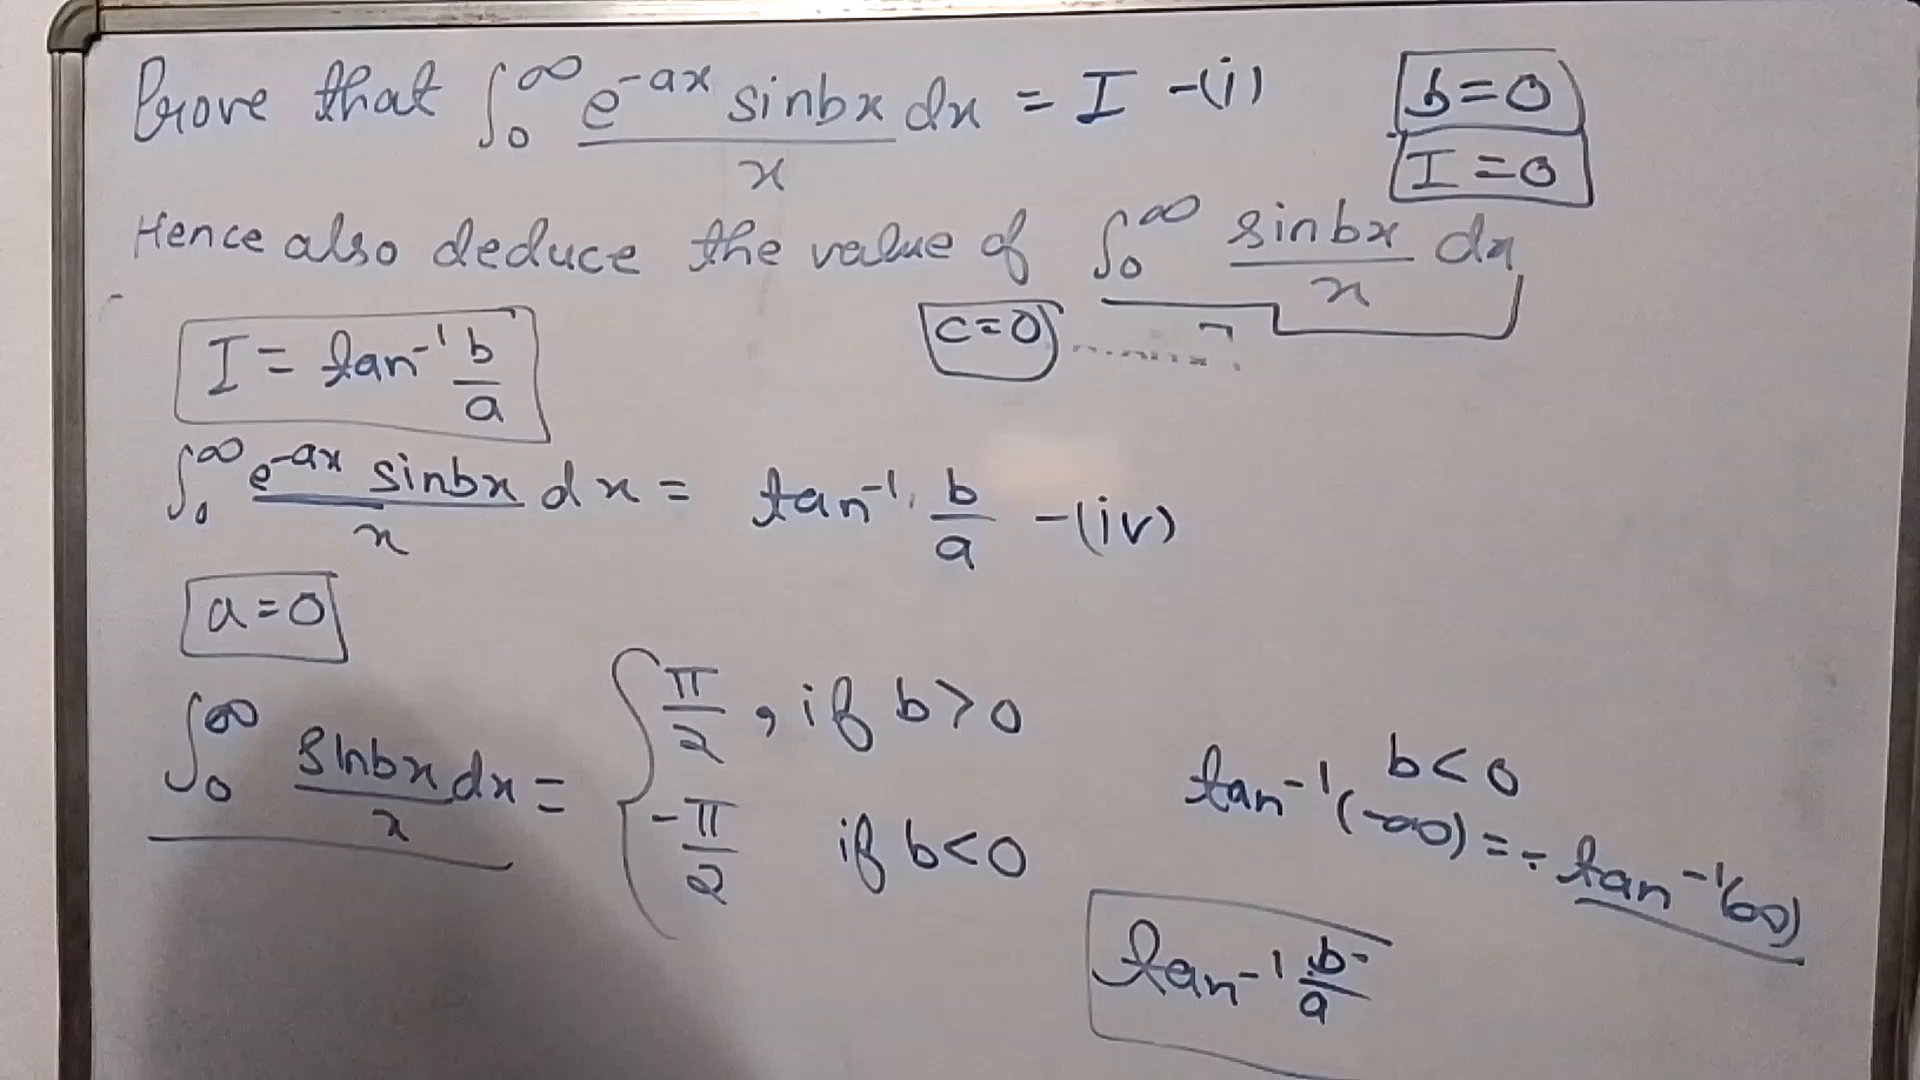 Prove that ∫₀^∞ e^-ax sinbx / x dx = I -(i)
b=0
I=0
Hence also deduce the value of ∫₀^∞ sinbx / x dx
c=0
I = tan⁻¹ b/a
∫₀^∞ e^-ax sinbx / x dx = tan⁻¹ b/a -(iv)
a=0
∫₀^∞ sinbx / x dx = { π/2, if b>0
-π/2 if b<0
b<0
tan⁻¹(-∞) = - tan⁻¹(∞)
tan⁻¹ b/a